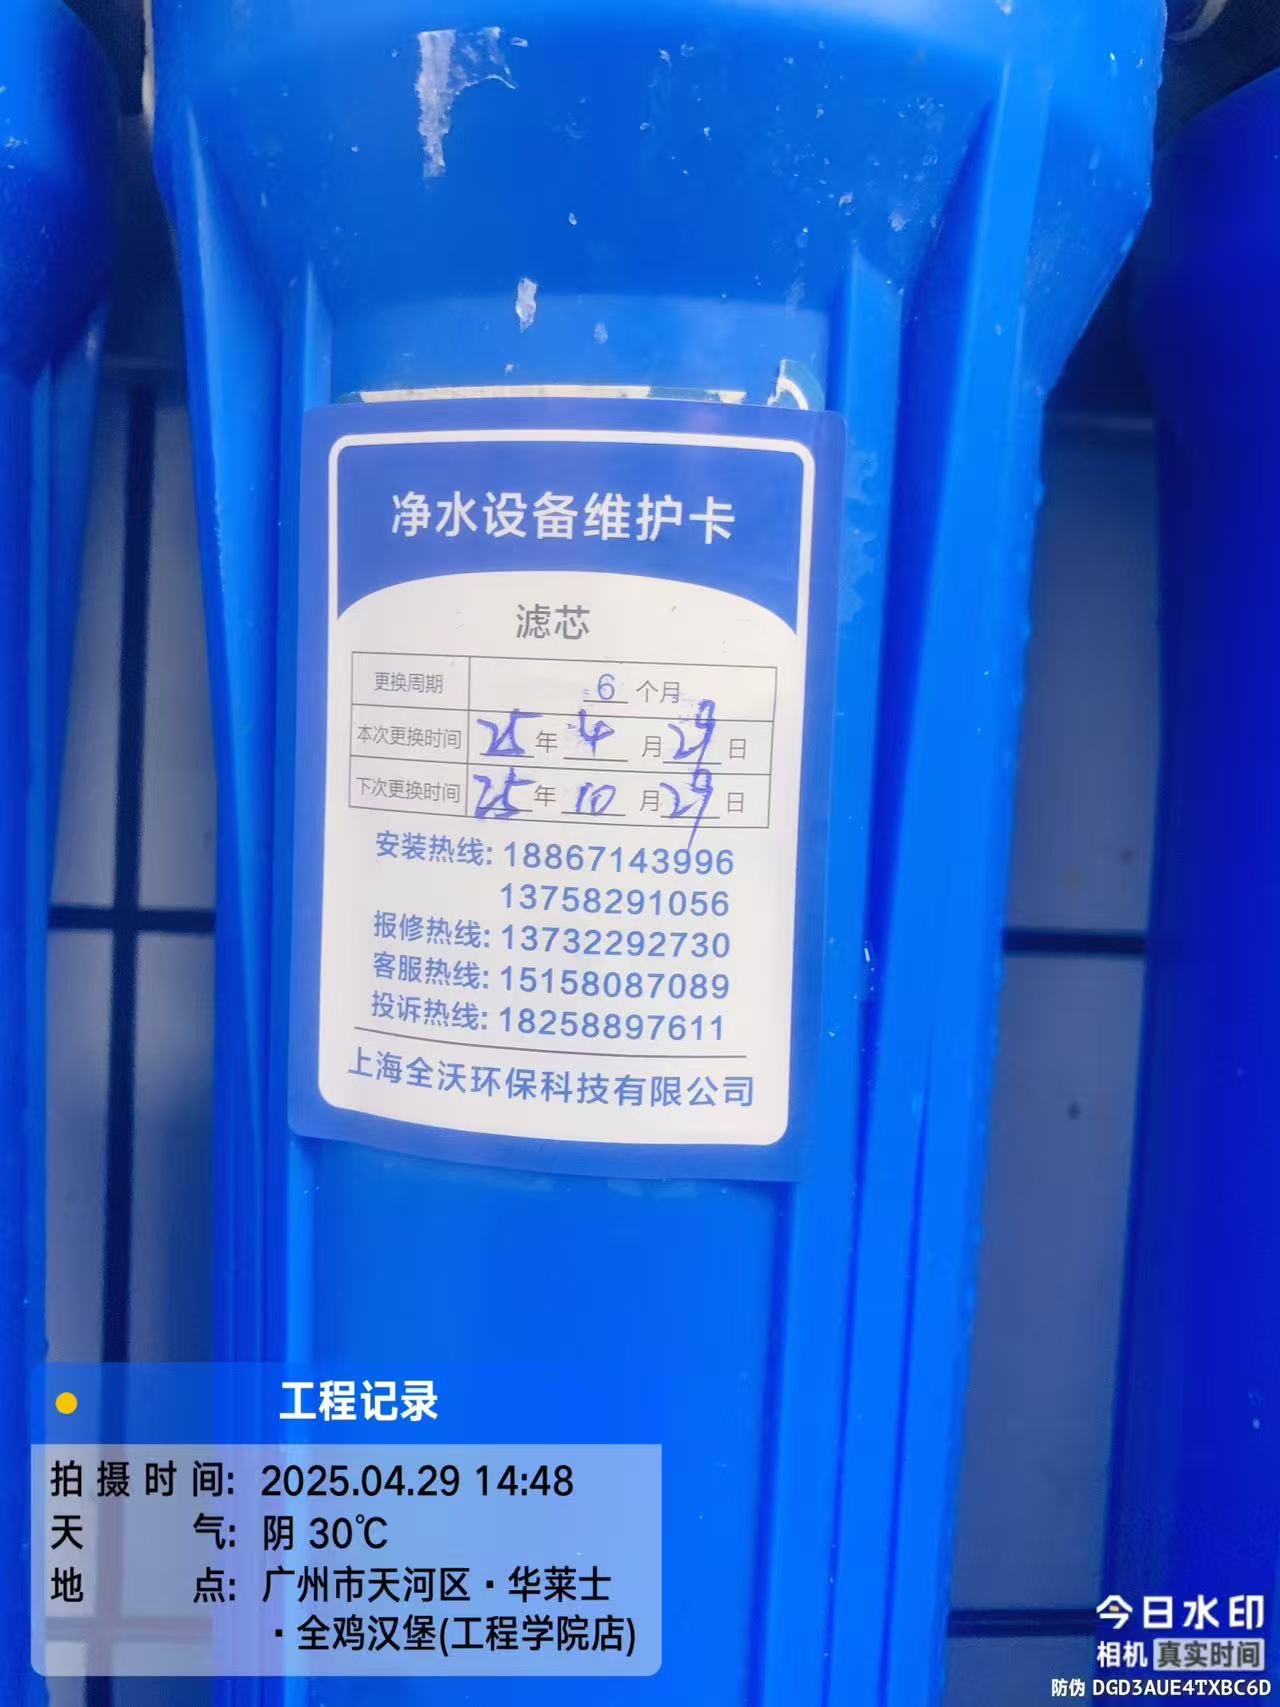 净水设备维护卡
滤芯
更换周期 6 个月
本次更换时间 25 年 4 月 29 日
下次更换时间 25 年 10 月 29 日
安装热线: 18867143996
13758291056
报修热线: 13732292730
客服热线: 15158087089
投诉热线: 18258897611
上海全沃环保科技有限公司
工程记录
拍摄时间: 2025.04.29 14:48
天气: 阴 30℃
地点: 广州市天河区·华莱士
·全鸡汉堡(工程学院店)
今日水印
相机 真实时间
防伪 DGD3AUE4TXBC6D